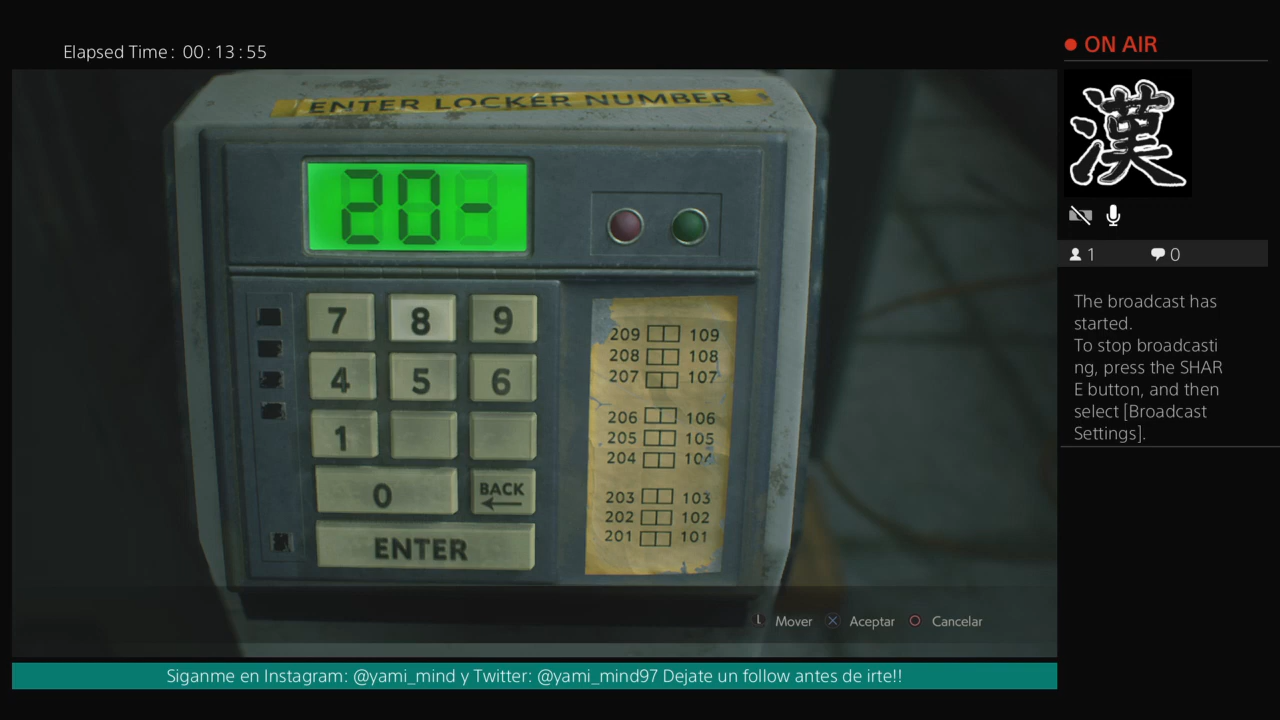 Elapsed Time: 00:13:55
ENTER LOCKER NUMBER
20-
7 8 9
4 5 6
1
0 BACK
ENTER
209 109
208 108
207 107
206 106
205 105
204 104
203 103
202 102
201 101
L Mover Aceptar Cancelar
Siganme en Instagram: @yami_mind y Twitter: @yami_mind97 Dejate un follow antes de irte!!
ON AIR
漢
1 0
The broadcast has
started.
To stop broadcasti
ng, press the SHAR
E button, and then
select [Broadcast
Settings].